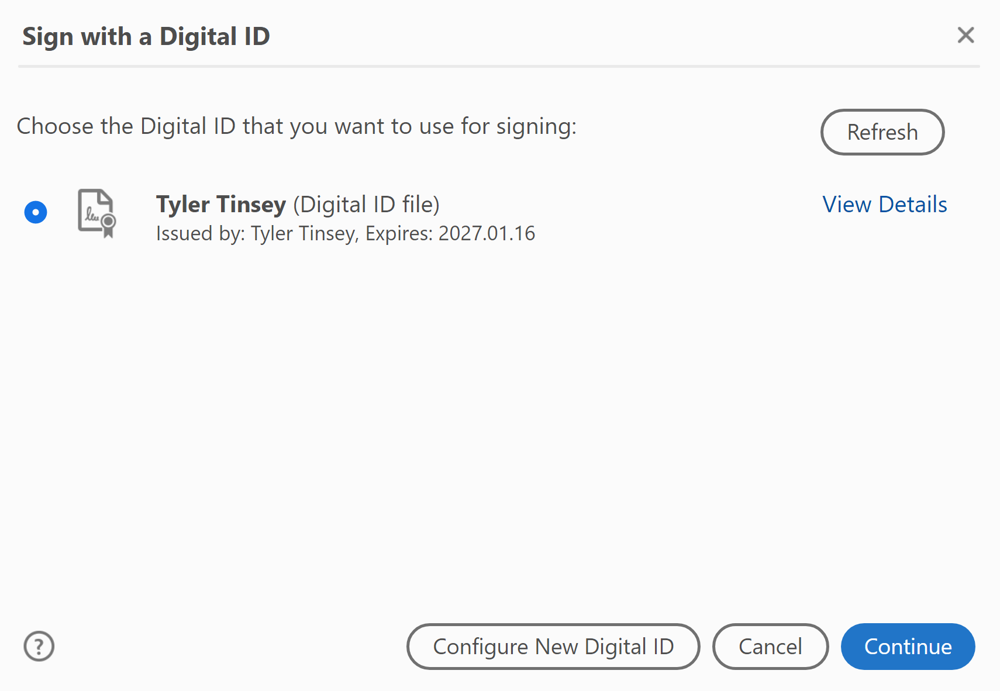 Sign with a Digital ID
Choose the Digital ID that you want to use for signing:
Refresh
Tyler Tinsey (Digital ID file)
View Details
Issued by: Tyler Tinsey, Expires: 2027.01.16
?
Configure New Digital ID
Cancel
Continue